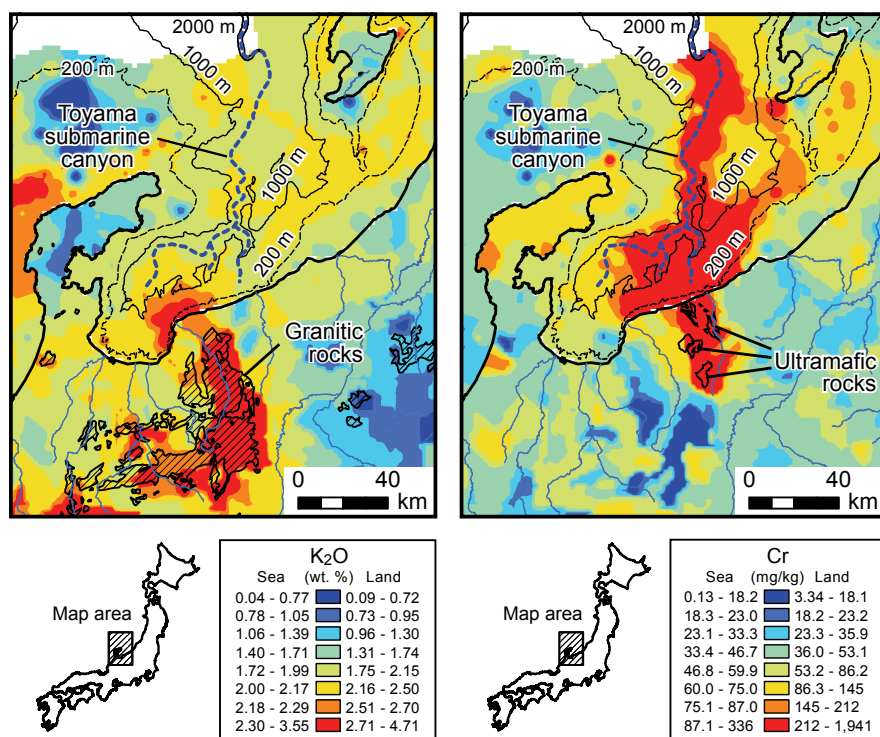 2000 m
1000 m
200 m
Toyama
submarine
canyon
1000 m
200 m
Granitic
rocks
0 40
km
2000 m
1000 m
200 m
Toyama
submarine
canyon
1000 m
200 m
Ultramafic
rocks
0 40
km
Map area
K₂O
Sea (wt. %) Land
0.04 - 0.77 0.09 - 0.72
0.78 - 1.05 0.73 - 0.95
1.06 - 1.39 0.96 - 1.30
1.40 - 1.71 1.31 - 1.74
1.72 - 1.99 1.75 - 2.15
2.00 - 2.17 2.16 - 2.50
2.18 - 2.29 2.51 - 2.70
2.30 - 3.55 2.71 - 4.71
Map area
Cr
Sea (mg/kg) Land
0.13 - 18.2 3.34 - 18.1
18.3 - 23.0 18.2 - 23.2
23.1 - 33.3 23.3 - 35.9
33.4 - 46.7 36.0 - 53.1
46.8 - 59.9 53.2 - 86.2
60.0 - 75.0 86.3 - 145
75.1 - 87.0 145 - 212
87.1 - 336 212 - 1,941